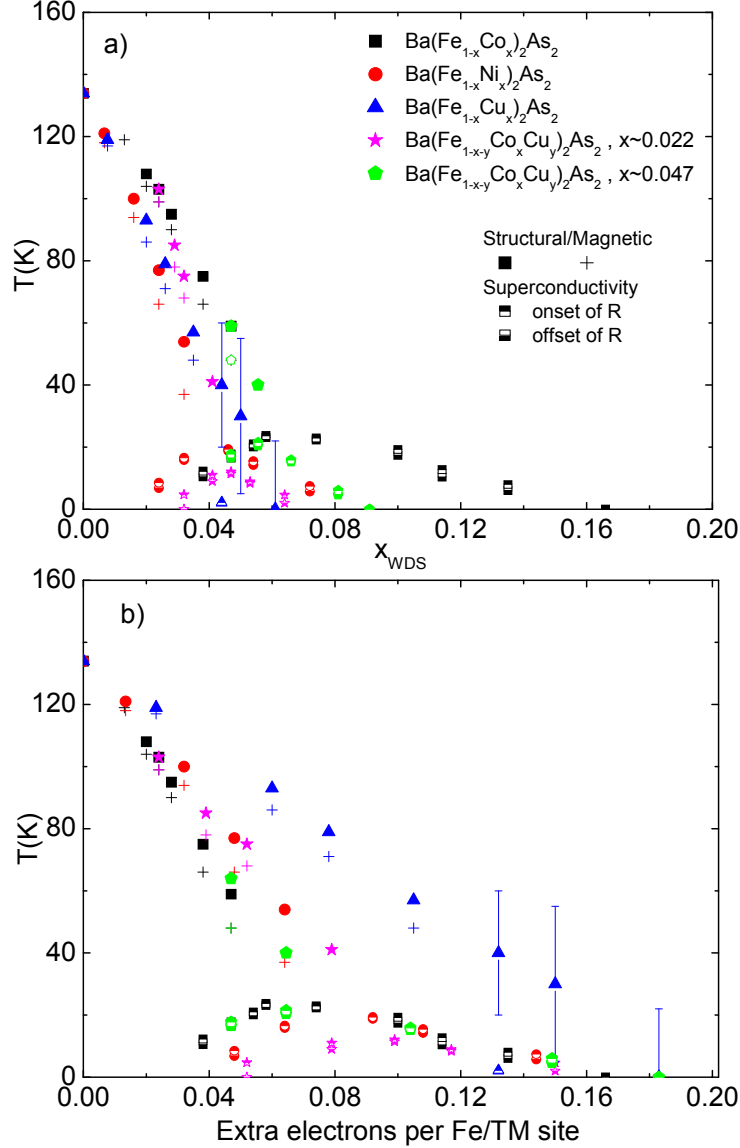 160
a)
Ba(Fe1-xCox)2As2
Ba(Fe1-xNix)2As2
Ba(Fe1-xCux)2As2
Ba(Fe1-x-yCoxCuy)2As2 , x~0.022
Ba(Fe1-x-yCoxCuy)2As2 , x~0.047
120
Structural/Magnetic
Superconductivity
onset of R
offset of R
80
T(K)
40
0
0.00 0.04 0.08 0.12 0.16 0.20
xWDS
160
b)
120
80
T(K)
40
0
0.00 0.04 0.08 0.12 0.16 0.20
Extra electrons per Fe/TM site